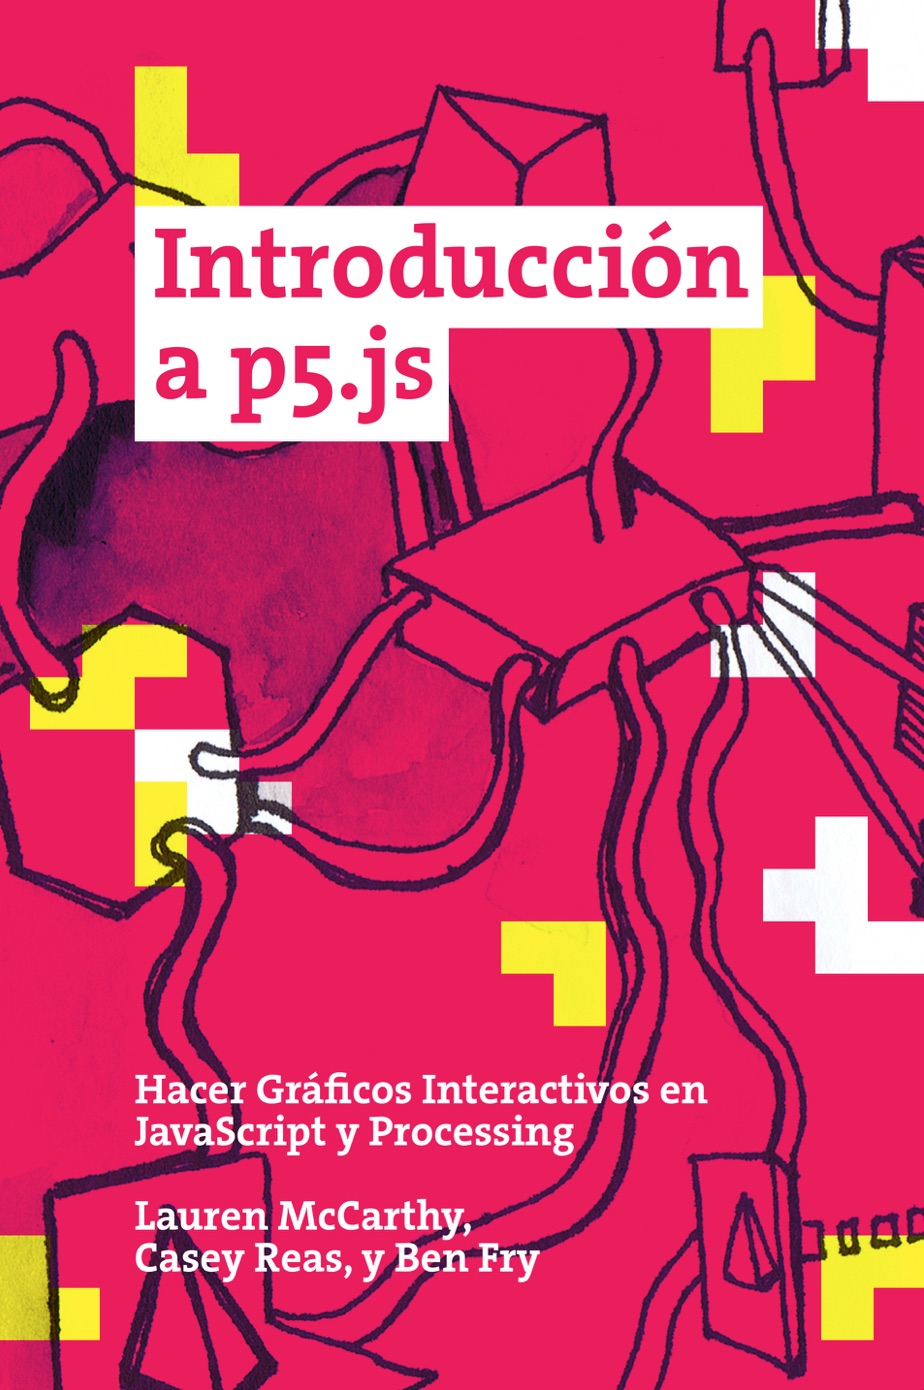 Introducción
a p5.js
Hacer Gráficos Interactivos en
JavaScript y Processing
Lauren McCarthy,
Casey Reas, y Ben Fry